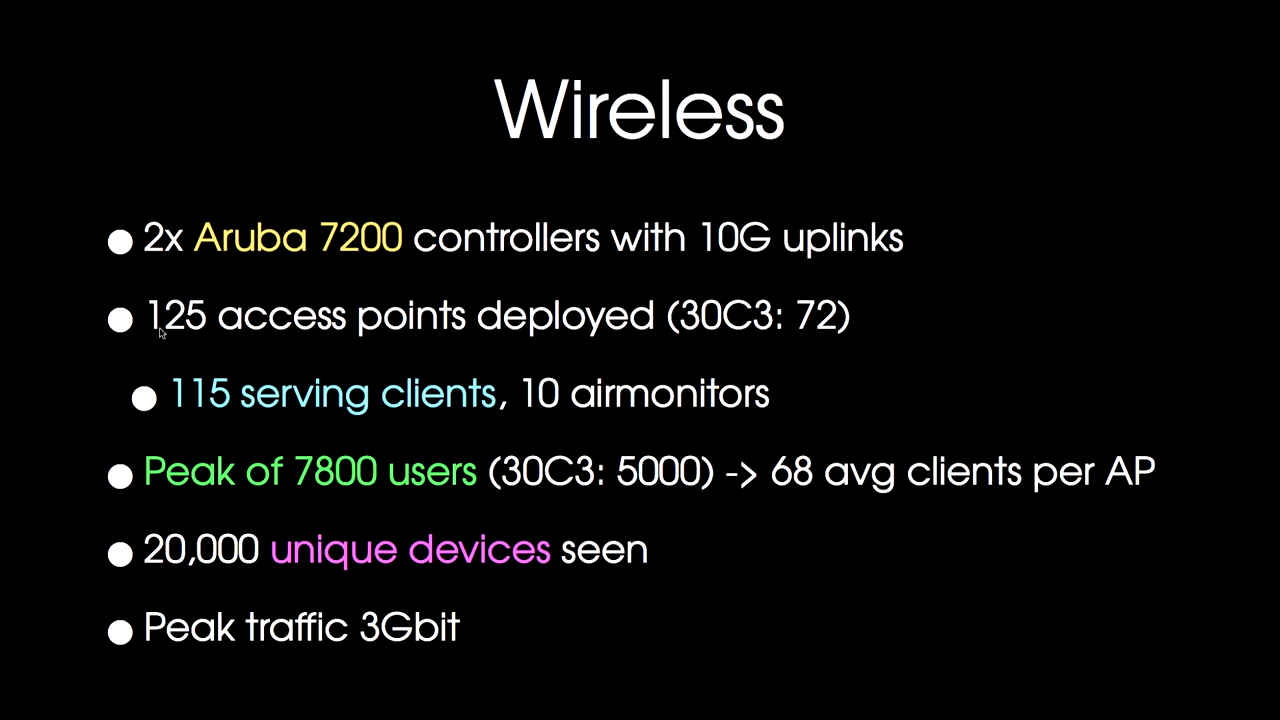 Wireless
2x Aruba 7200 controllers with 10G uplinks
125 access points deployed (30C3: 72)
115 serving clients, 10 airmonitors
Peak of 7800 users (30C3: 5000) -> 68 avg clients per AP
20,000 unique devices seen
Peak traffic 3Gbit